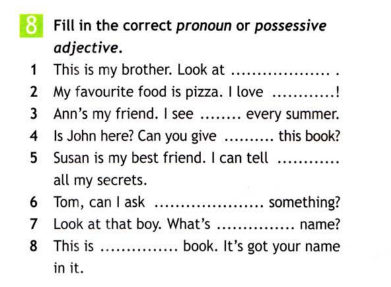 8 Fill in the correct pronoun or possessive
adjective.
1 This is my brother. Look at .................. .
2 My favourite food is pizza. I love ............!
3 Ann's my friend. I see ........ every summer.
4 Is John here? Can you give .......... this book?
5 Susan is my best friend. I can tell ............
all my secrets.
6 Tom, can I ask ..................... something?
7 Look at that boy. What's ............... name?
8 This is ............... book. It's got your name
in it.